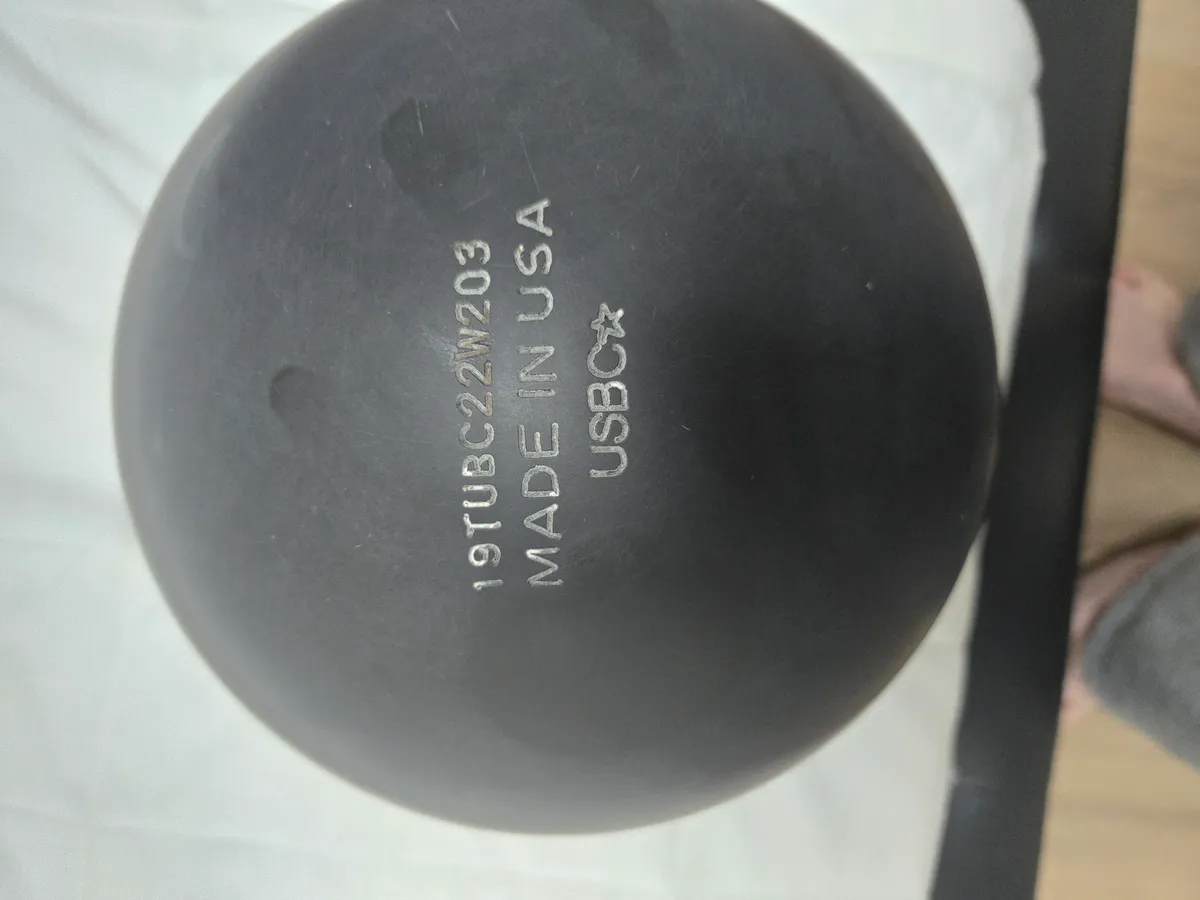 19TUBC22W203
MADE IN USA
USBC☆